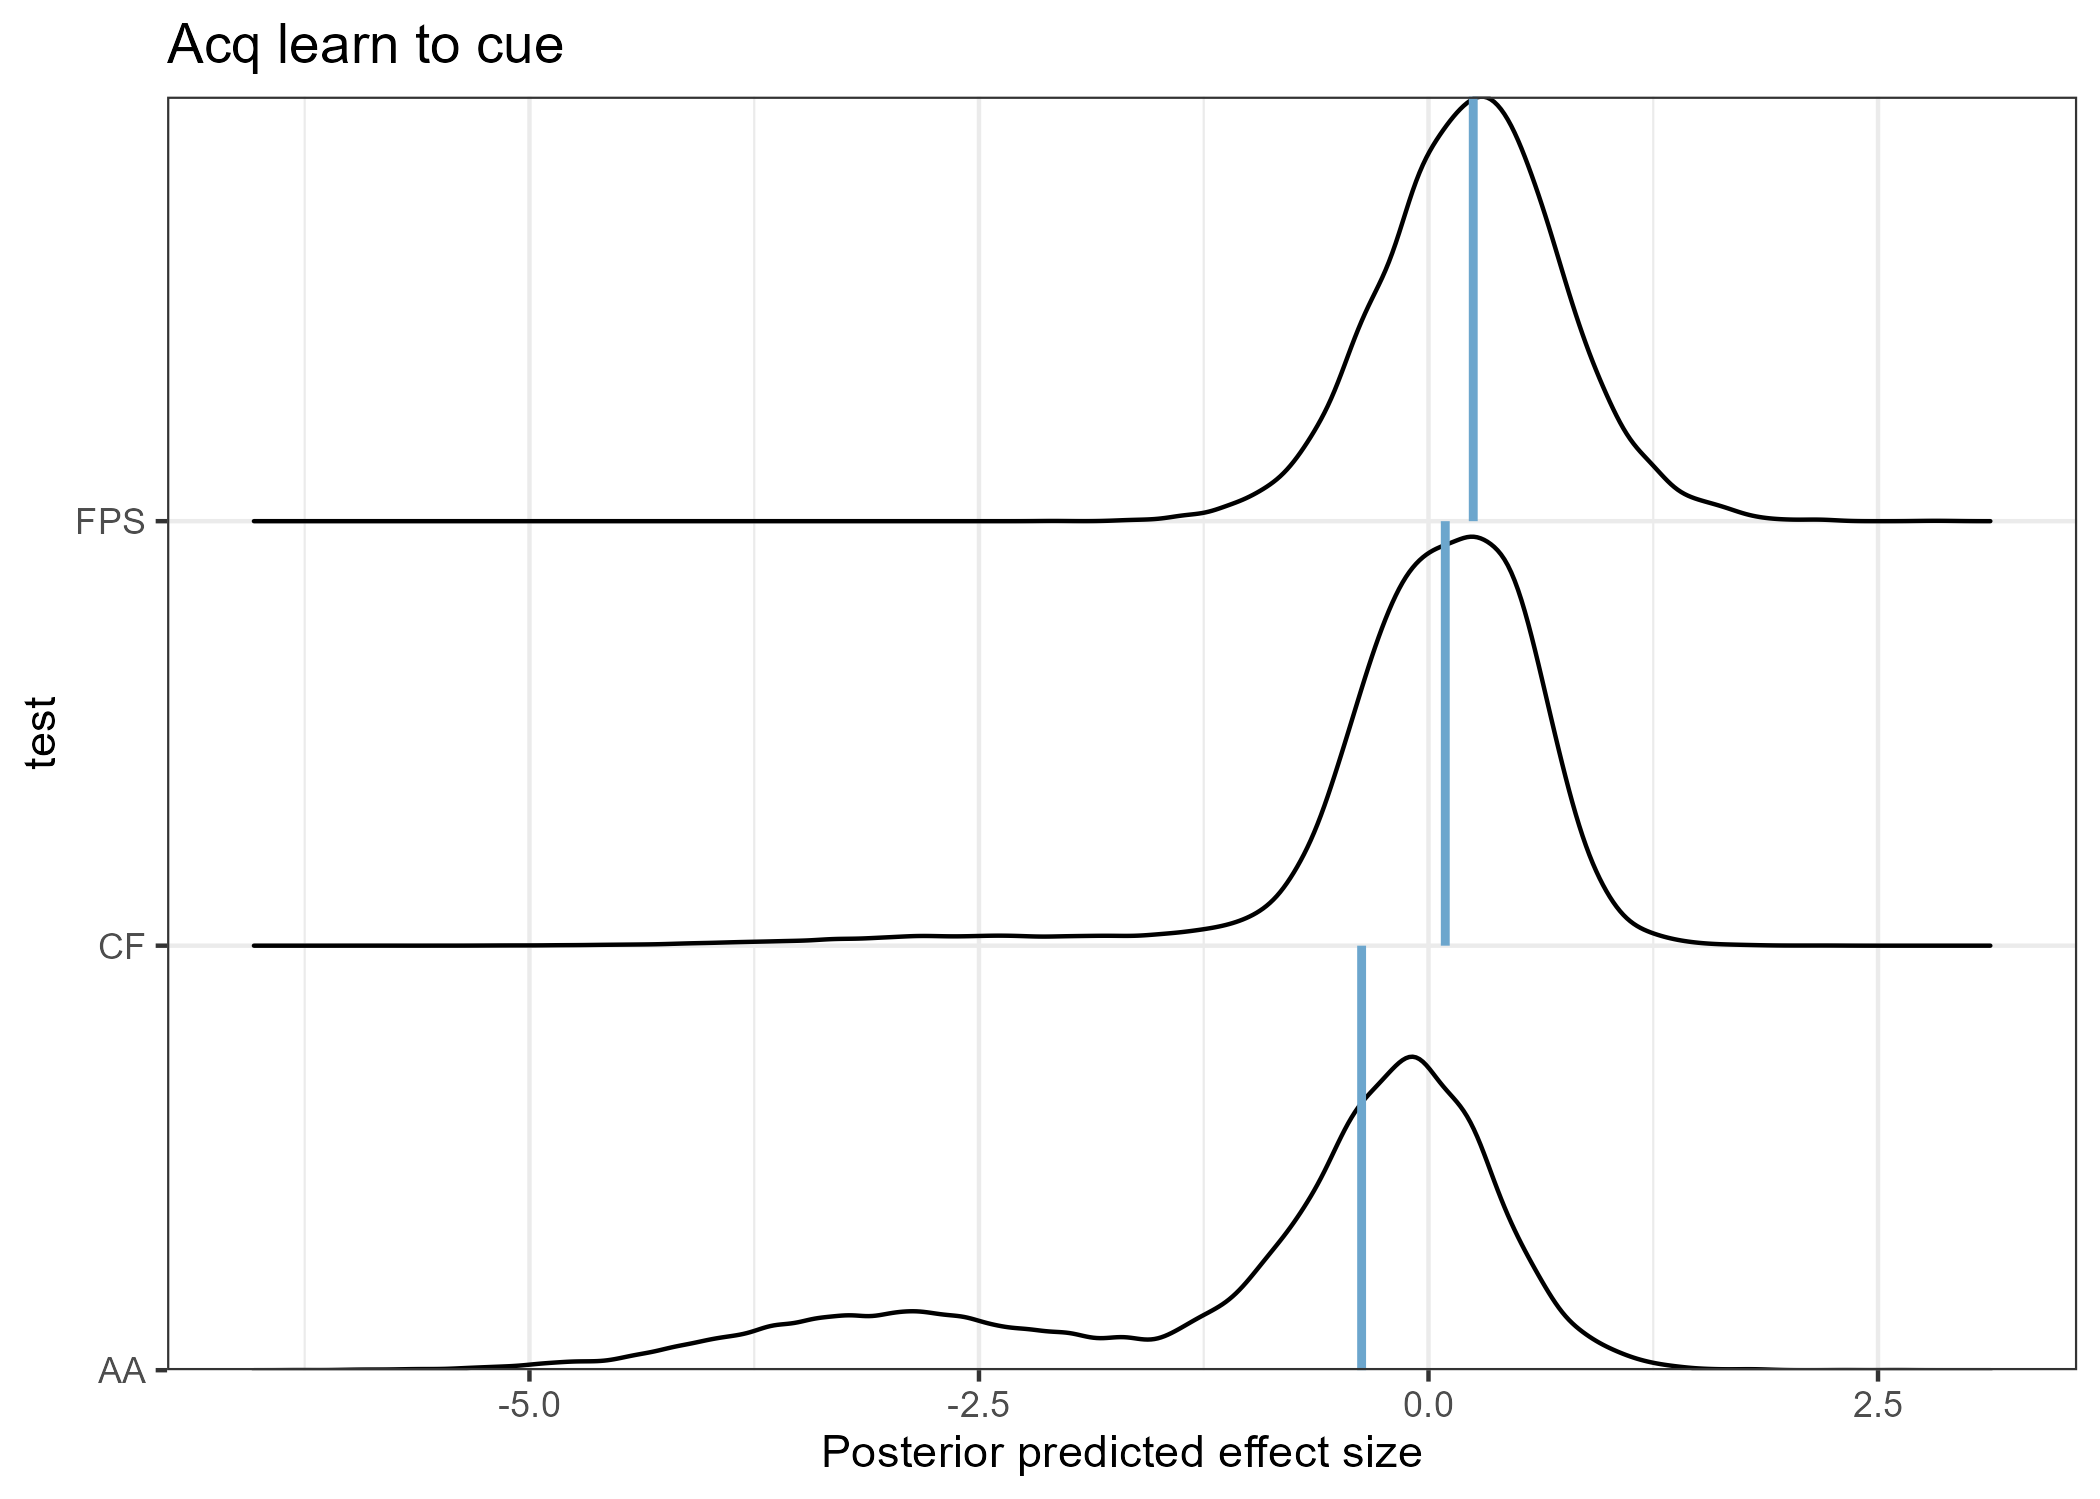 Acq learn to cue
test
FPS
CF
AA
-5.0 -2.5 0.0 2.5
Posterior predicted effect size